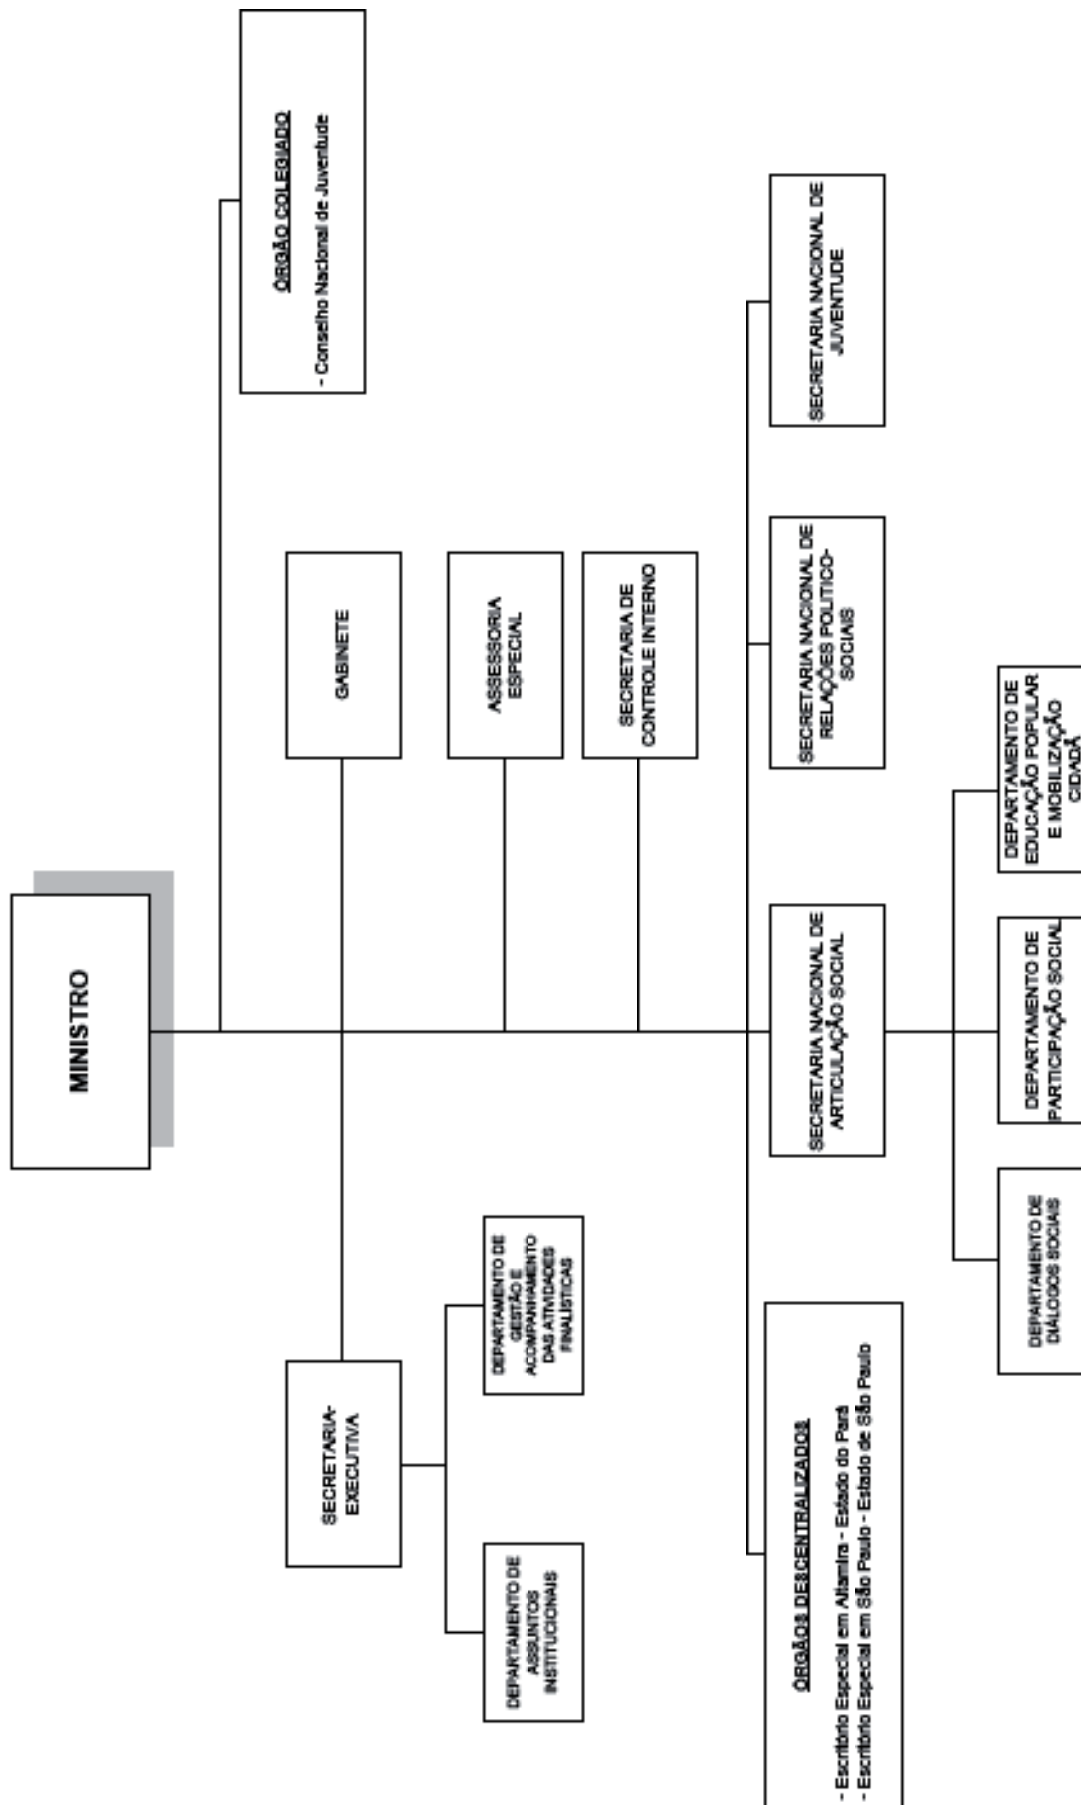 MINISTRO
ÓRGÃO COLEGIADO
- Conselho Nacional de Juventude
SECRETARIA-
EXECUTIVA
GABINETE
DEPARTAMENTO DE
ASSUNTOS
INSTITUCIONAIS
DEPARTAMENTO DE
GESTÃO E
ACOMPANHAMENTO
DAS ATIVIDADES
FINALÍSTICAS
ASSESSORIA
ESPECIAL
SECRETARIA DE
CONTROLE INTERNO
ÓRGÃOS DESCENTRALIZADOS
- Escritório Especial em Altamira - Estado do Pará
- Escritório Especial em São Paulo - Estado de São Paulo
SECRETARIA NACIONAL DE
ARTICULAÇÃO SOCIAL
SECRETARIA NACIONAL DE
RELAÇÕES POLITICO-
SOCIAIS
SECRETARIA NACIONAL DE
JUVENTUDE
DEPARTAMENTO DE
DIÁLOGOS SOCIAIS
DEPARTAMENTO DE
PARTICIPAÇÃO SOCIAL
DEPARTAMENTO DE
EDUCAÇÃO POPULAR
E MOBILIZAÇÃO
CIDADÃ